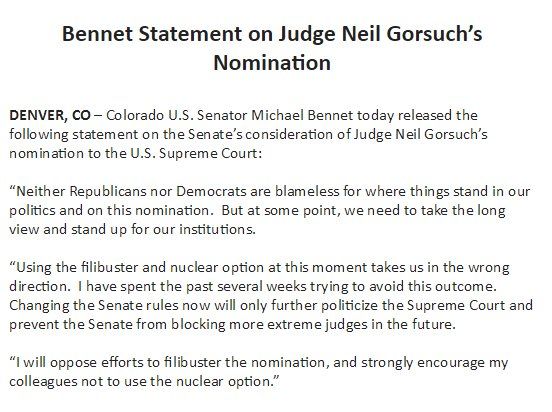 Bennet Statement on Judge Neil Gorsuch’s
Nomination
DENVER, CO – Colorado U.S. Senator Michael Bennet today released the
following statement on the Senate’s consideration of Judge Neil Gorsuch’s
nomination to the U.S. Supreme Court:
“Neither Republicans nor Democrats are blameless for where things stand in our
politics and on this nomination.  But at some point, we need to take the long
view and stand up for our institutions.
“Using the filibuster and nuclear option at this moment takes us in the wrong
direction.  I have spent the past several weeks trying to avoid this outcome.
Changing the Senate rules now will only further politicize the Supreme Court and
prevent the Senate from blocking more extreme judges in the future.
“I will oppose efforts to filibuster the nomination, and strongly encourage my
colleagues not to use the nuclear option.”